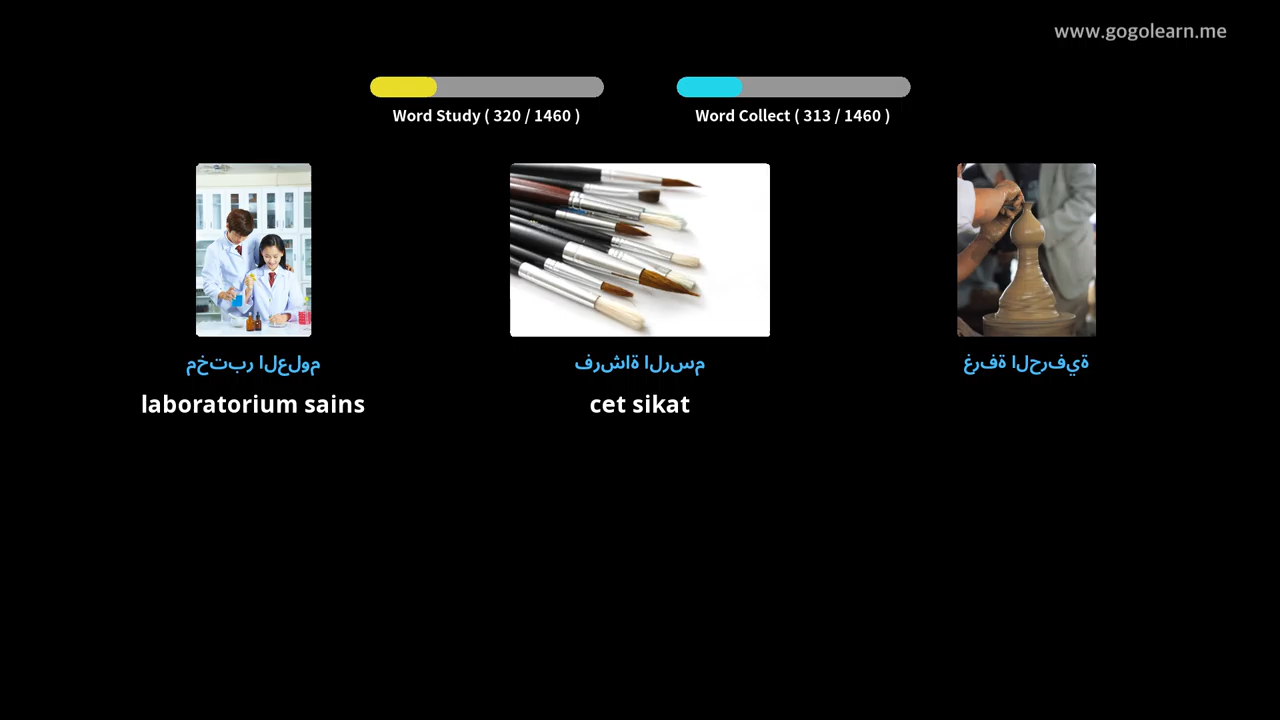 www.gogolearn.me
Word Study ( 320 / 1460 )
Word Collect ( 313 / 1460 )
مختبر العلوم
laboratorium sains
فرشاة الرسم
cet sikat
غرفة الحرفية